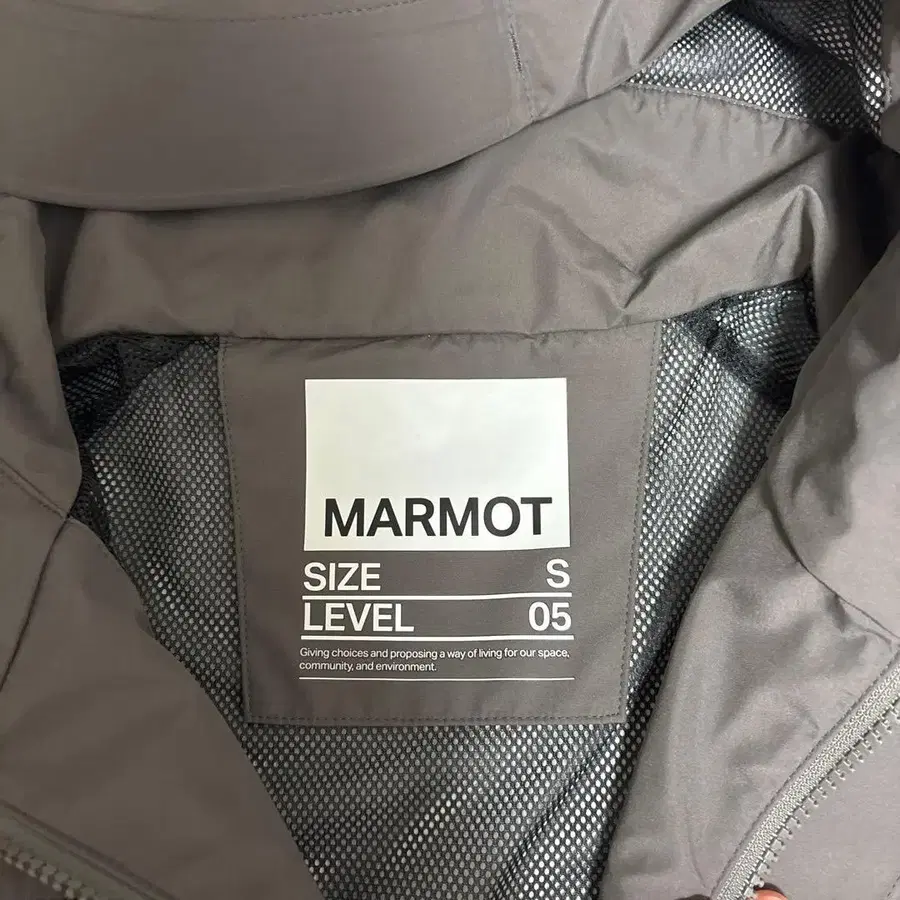 MARMOT
SIZE S
LEVEL 05
Giving choices and proposing a way of living for our space,
community, and environment.